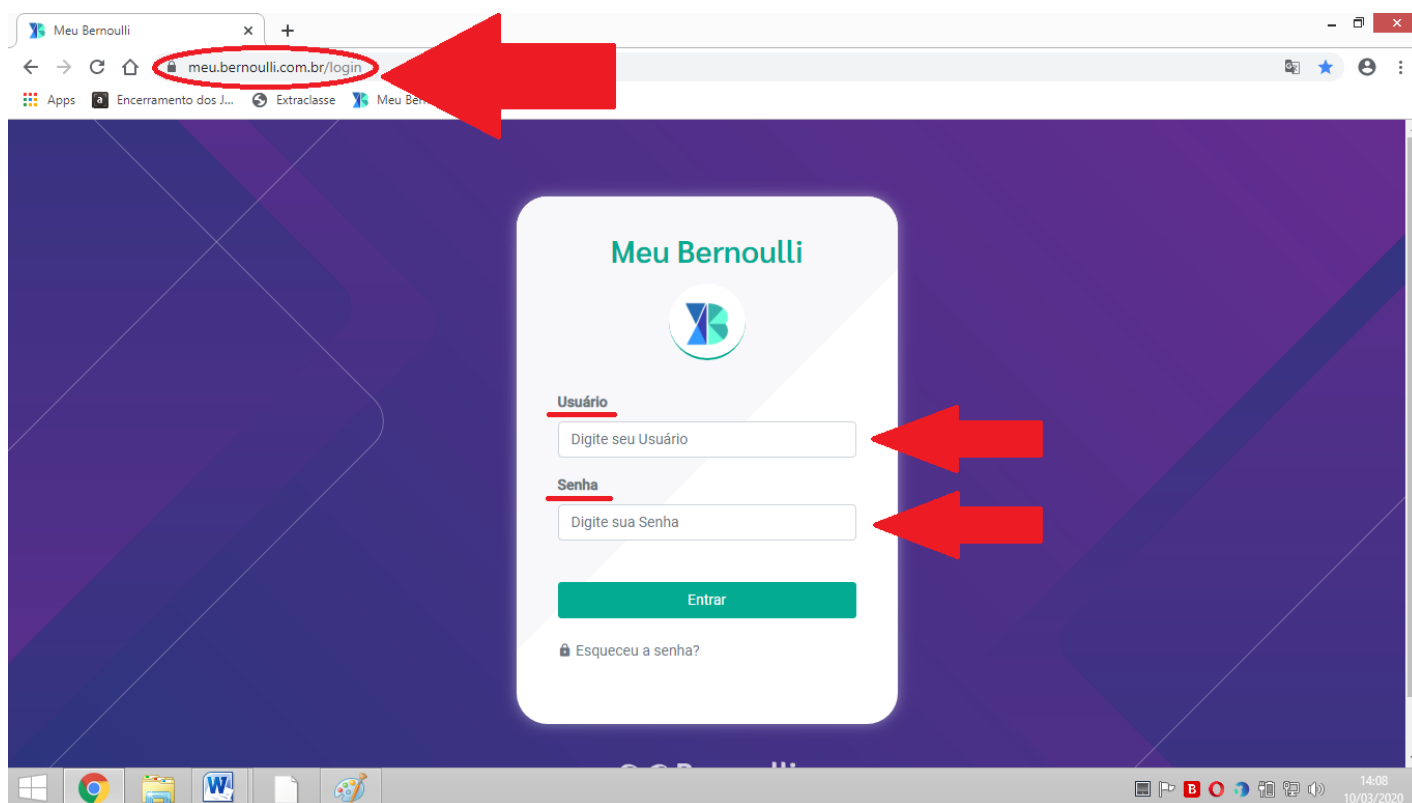 Meu Bernoulli
meu.bernoulli.com.br/login
Apps Encerramento dos J... Extraclasse Meu Ber
Meu Bernoulli
Usuário
Digite seu Usuário
Senha
Digite sua Senha
Entrar
Esqueceu a senha?
14:08
10/03/2020